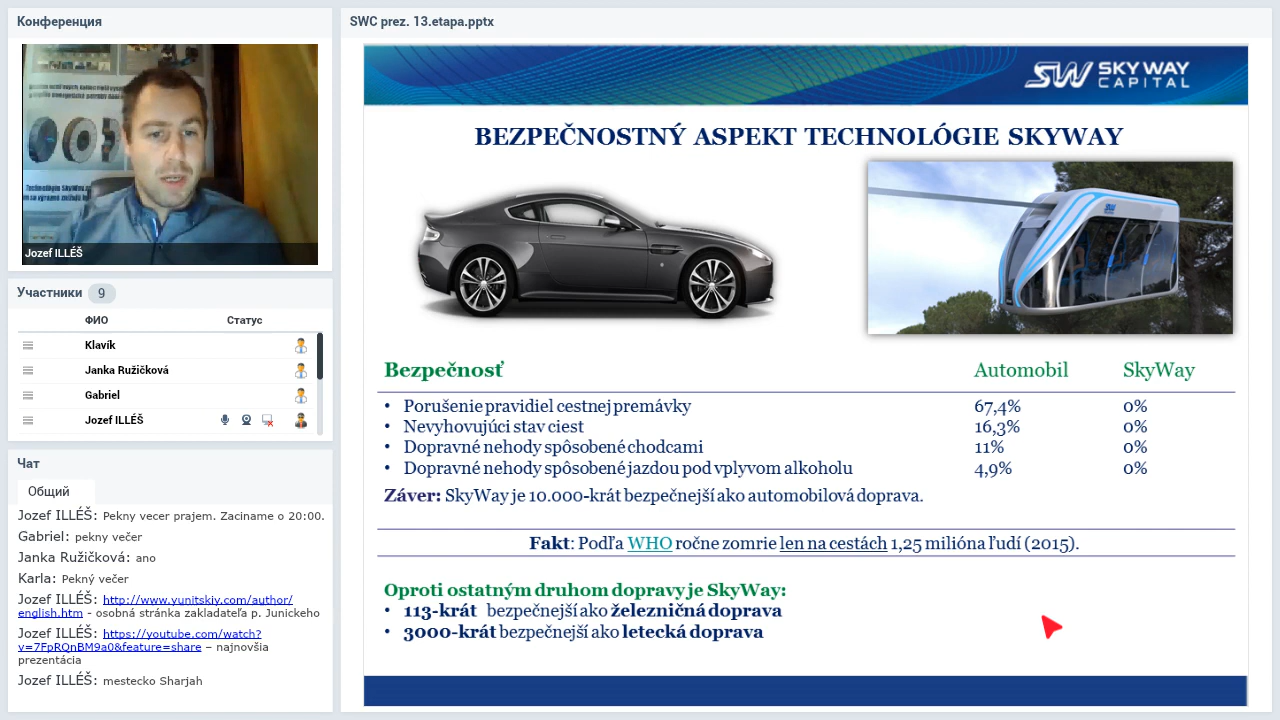 Конференция
Jozef ILLÉŠ
Участники 9
ФИО Статус
Klavík
Janka Ružičková
Gabriel
Jozef ILLÉŠ
Чат
Общий
Jozef ILLÉŠ: Pekny vecer prajem. Zaciname o 20:00.
Gabriel: pekny večer
Janka Ružičková: ano
Karla: Pekný večer
Jozef ILLÉŠ: http://www.yunitskiy.com/author/
english.htm - osobná stránka zakladateľa p. Junickeho
Jozef ILLÉŠ: https://youtube.com/watch?
v=7FpRQnBM9a0&feature=share – najnovšia
prezentácia
Jozef ILLÉŠ: mestecko Sharjah
SWC prez. 13.etapa.pptx
SW SKY WAY
CAPITAL
BEZPEČNOSTNÝ ASPEKT TECHNOLÓGIE SKYWAY
Bezpečnosť Automobil SkyWay
• Porušenie pravidiel cestnej premávky 67,4% 0%
• Nevyhovujúci stav ciest 16,3% 0%
• Dopravné nehody spôsobené chodcami 11% 0%
• Dopravné nehody spôsobené jazdou pod vplyvom alkoholu 4,9% 0%
Záver: SkyWay je 10.000-krát bezpečnejší ako automobilová doprava.
Fakt: Podľa WHO ročne zomrie len na cestách 1,25 milióna ľudí (2015).
Oproti ostatným druhom dopravy je SkyWay:
• 113-krát bezpečnejší ako železničná doprava
• 3000-krát bezpečnejší ako letecká doprava